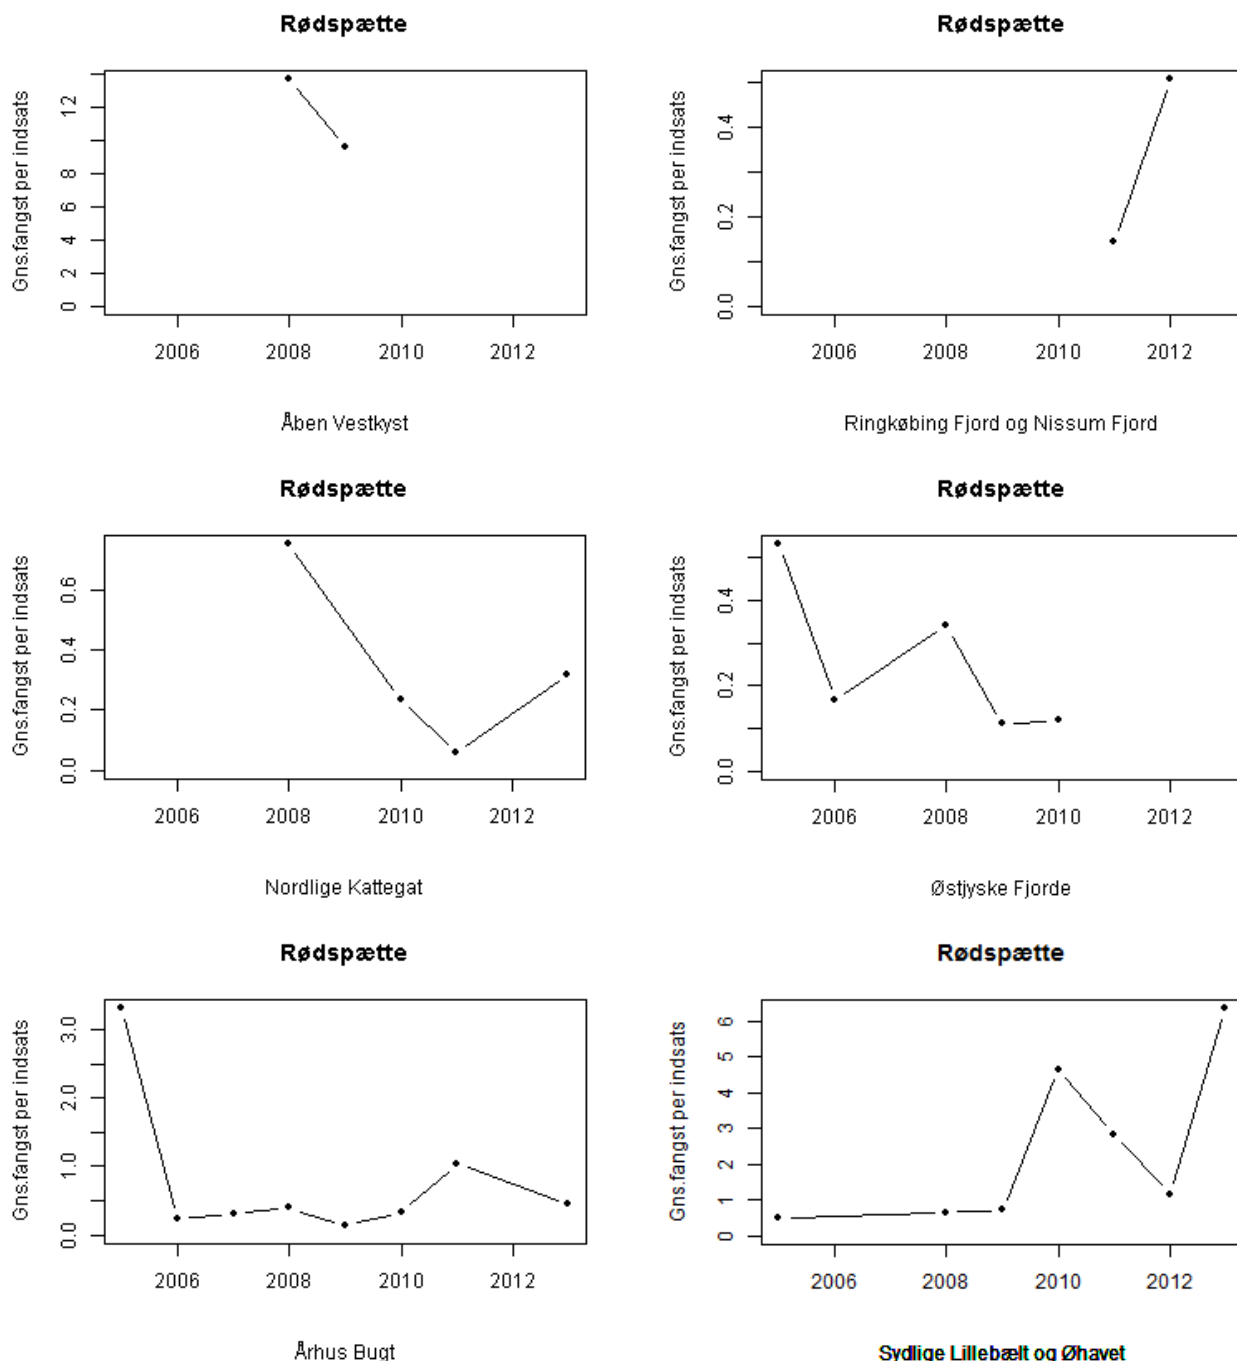 Rødspætte
Gns.fangst per indsats
0 2 4 6 8 12
2006 2008 2010 2012
Åben Vestkyst
Rødspætte
Gns.fangst per indsats
0.0 0.2 0.4
2006 2008 2010 2012
Ringkøbing Fjord og Nissum Fjord
Rødspætte
Gns.fangst per indsats
0.0 0.2 0.4 0.6
2006 2008 2010 2012
Nordlige Kattegat
Rødspætte
Gns.fangst per indsats
0.0 0.2 0.4
2006 2008 2010 2012
Østjyske Fjorde
Rødspætte
Gns.fangst per indsats
0.0 1.0 2.0 3.0
2006 2008 2010 2012
Århus Bugt
Rødspætte
Gns.fangst per indsats
0 1 2 3 4 5 6
2006 2008 2010 2012
Sydlige Lillebælt og Øhavet